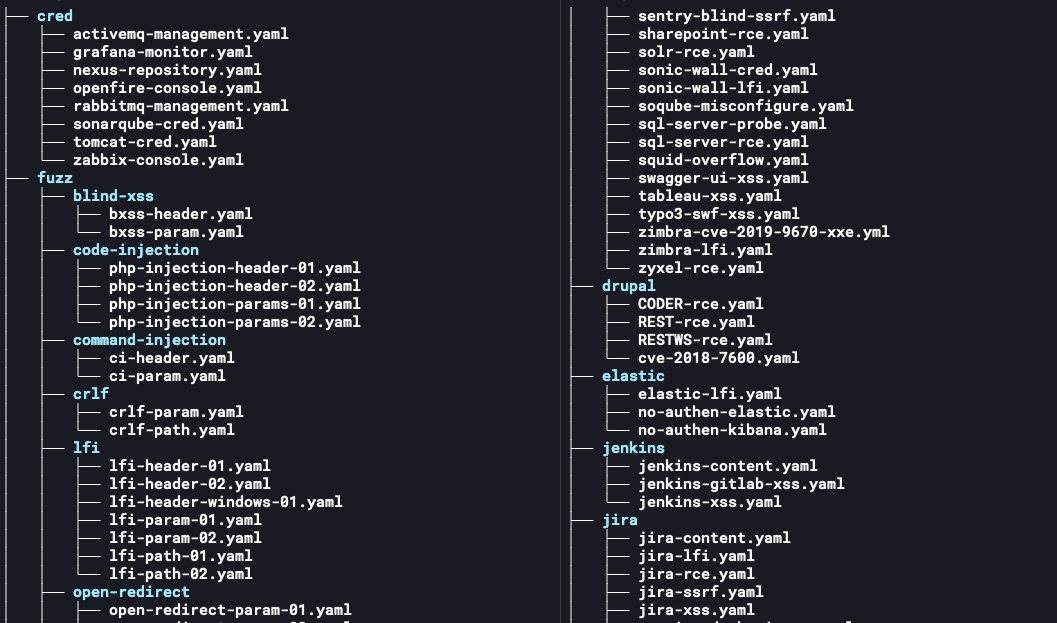 cred
activemq-management.yaml
grafana-monitor.yaml
nexus-repository.yaml
openfire-console.yaml
rabbitmq-management.yaml
sonarqube-cred.yaml
tomcat-cred.yaml
zabbix-console.yaml
fuzz
blind-xss
bxss-header.yaml
bxss-param.yaml
code-injection
php-injection-header-01.yaml
php-injection-header-02.yaml
php-injection-params-01.yaml
php-injection-params-02.yaml
command-injection
ci-header.yaml
ci-param.yaml
crlf
crlf-param.yaml
crlf-path.yaml
lfi
lfi-header-01.yaml
lfi-header-02.yaml
lfi-header-windows-01.yaml
lfi-param-01.yaml
lfi-param-02.yaml
lfi-path-01.yaml
lfi-path-02.yaml
open-redirect
open-redirect-param-01.yaml
sentry-blind-ssrf.yaml
sharepoint-rce.yaml
solr-rce.yaml
sonic-wall-cred.yaml
sonic-wall-lfi.yaml
soqube-misconfigure.yaml
sql-server-probe.yaml
sql-server-rce.yaml
squid-overflow.yaml
swagger-ui-xss.yaml
tableau-xss.yaml
typo3-swf-xss.yaml
zimbra-cve-2019-9670-xxe.yml
zimbra-lfi.yaml
zyxel-rce.yaml
drupal
CODER-rce.yaml
REST-rce.yaml
RESTWS-rce.yaml
cve-2018-7600.yaml
elastic
elastic-lfi.yaml
no-authen-elastic.yaml
no-authen-kibana.yaml
jenkins
jenkins-content.yaml
jenkins-gitlab-xss.yaml
jenkins-xss.yaml
jira
jira-content.yaml
jira-lfi.yaml
jira-rce.yaml
jira-ssrf.yaml
jira-xss.yaml